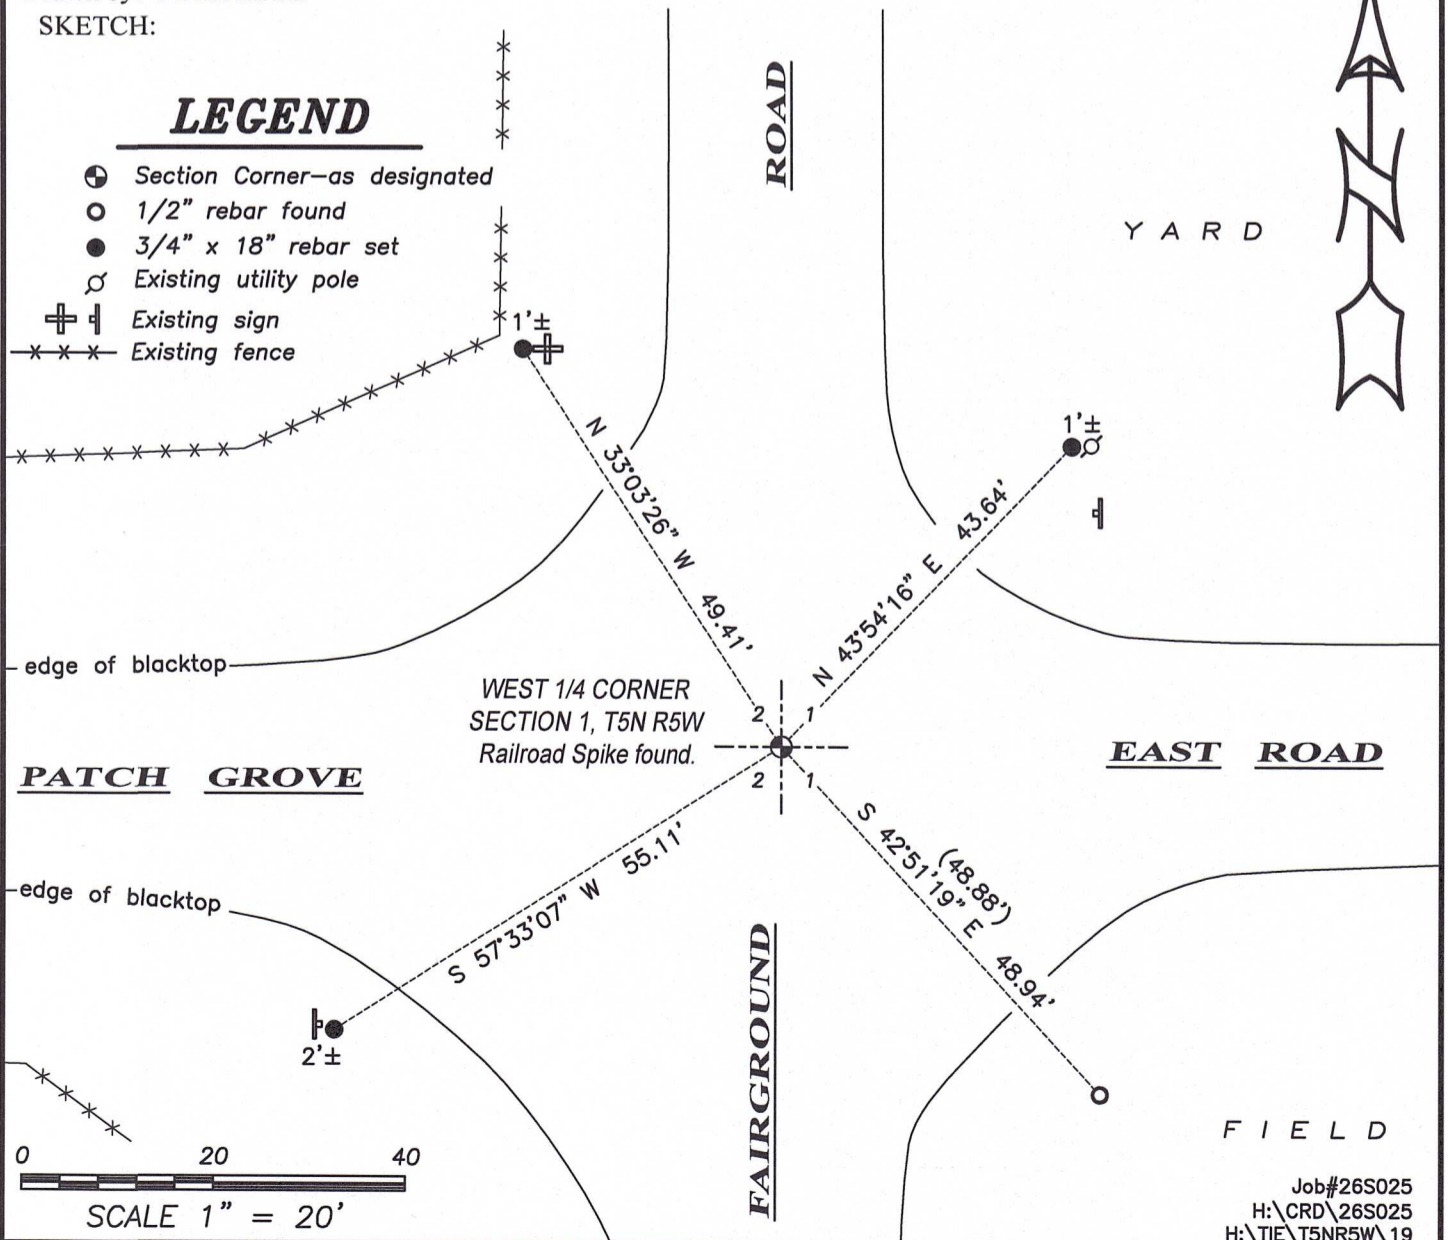 SKETCH:
LEGEND
Section Corner—as designated
1/2" rebar found
3/4" x 18" rebar set
Existing utility pole
Existing sign
Existing fence
ROAD
YARD
1'±
1'±
N 33°03'26" W 49.41'
N 43°54'16" E 43.64'
edge of blacktop
WEST 1/4 CORNER
SECTION 1, T5N R5W
Railroad Spike found.
2 1
2 1
PATCH GROVE
EAST ROAD
S 57°33'07" W 55.11'
(48.88')
S 42°51'19" E 48.94'
edge of blacktop
2'±
FAIRGROUND
FIELD
0 20 40
SCALE 1" = 20'
Job#26S025
H:\CRD\26S025
H:\TIE\T5NR5W\19